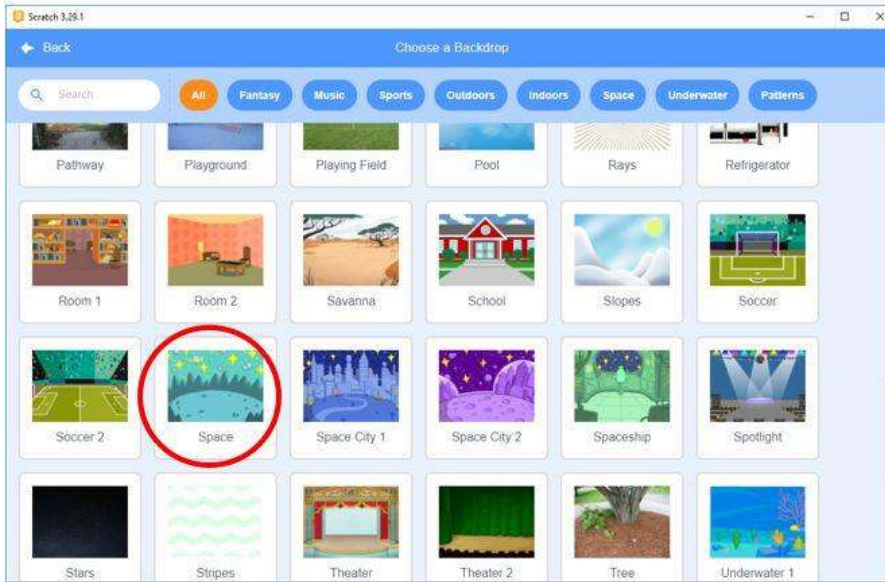 Scratch 3.29.1
Back
Choose a Backdrop
Search
All Fantasy Music Sports Outdoors Indoors Space Underwater Patterns
Pathway Playground Playing Field Pool Rays Refrigerator
Room 1 Room 2 Savanna School Slopes Soccer
Soccer 2 Space Space City 1 Space City 2 Spaceship Spotlight
Stars Stripes Theater Theater 2 Tree Underwater 1